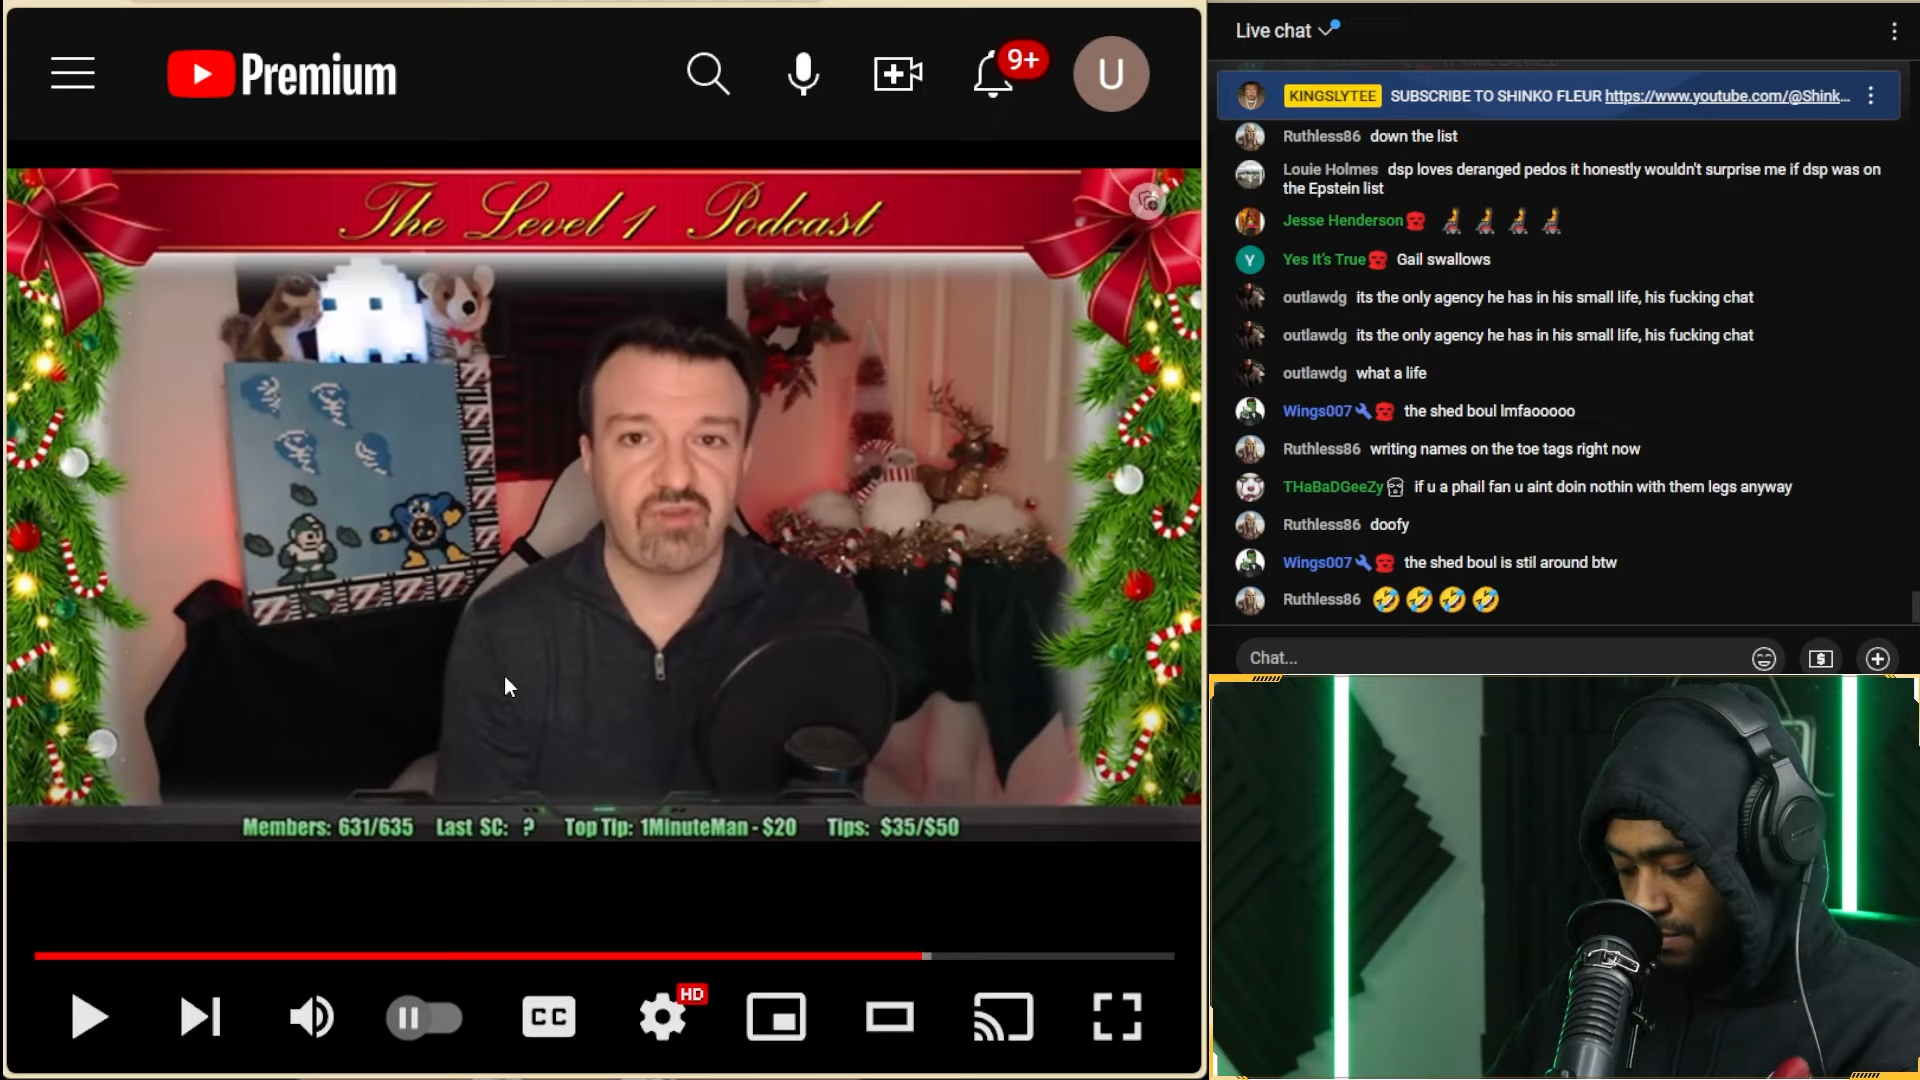 Premium
9+
U
The Level 1 Podcast
Members: 631/635 Last SC: ? Top Tip: 1MinuteMan - $20 Tips: $35/$50
CC
HD
Live chat
KINGSLYTEE SUBSCRIBE TO SHINKO FLEUR https://www.youtube.com/@Shink...
Ruthless86 down the list
Louie Holmes dsp loves deranged pedos it honestly wouldn't surprise me if dsp was on
the Epstein list
Jesse Henderson
Y
Yes It's True Gail swallows
outlawdg its the only agency he has in his small life, his fucking chat
outlawdg its the only agency he has in his small life, his fucking chat
outlawdg what a life
Wings007 the shed boul lmfaooooo
Ruthless86 writing names on the toe tags right now
THaBaDGeeZy if u a phail fan u aint doin nothin with them legs anyway
Ruthless86 doofy
Wings007 the shed boul is stil around btw
Ruthless86 🤣 🤣 🤣 🤣
Chat...